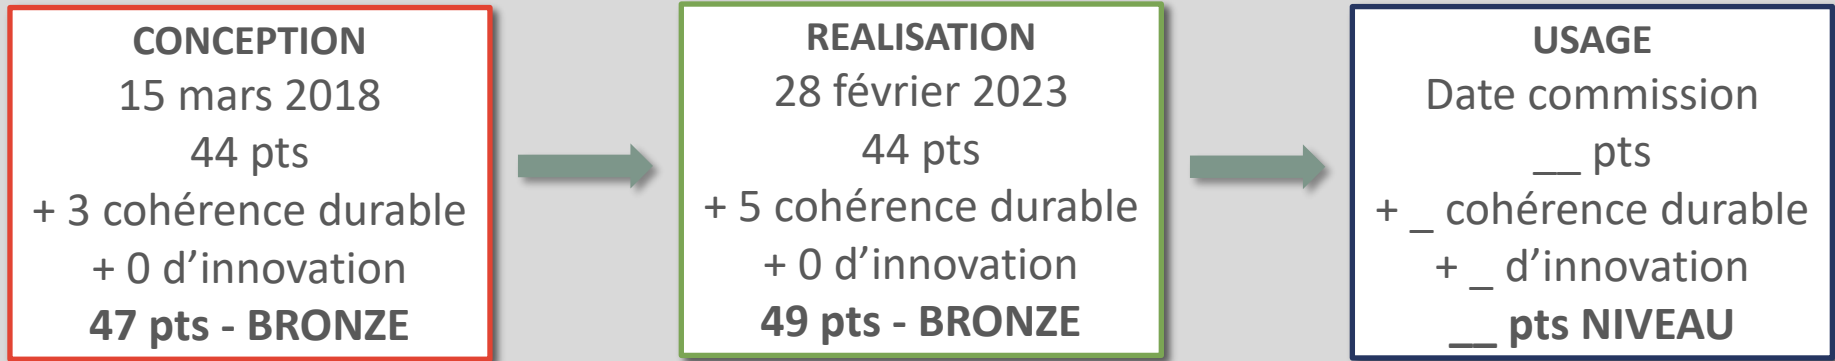 CONCEPTION
15 mars 2018
44 pts
+ 3 cohérence durable
+ 0 d’innovation
47 pts - BRONZE
REALISATION
28 février 2023
44 pts
+ 5 cohérence durable
+ 0 d’innovation
49 pts - BRONZE
USAGE
Date commission
__ pts
+ _ cohérence durable
+ _ d’innovation
__ pts NIVEAU